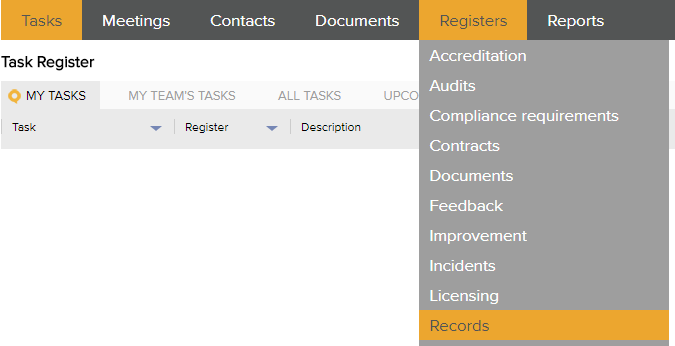 Tasks Meetings Contacts Documents Registers Reports
Task Register
MY TASKS MY TEAM'S TASKS ALL TASKS UPCO
Task Register Description
Accreditation
Audits
Compliance requirements
Contracts
Documents
Feedback
Improvement
Incidents
Licensing
Records